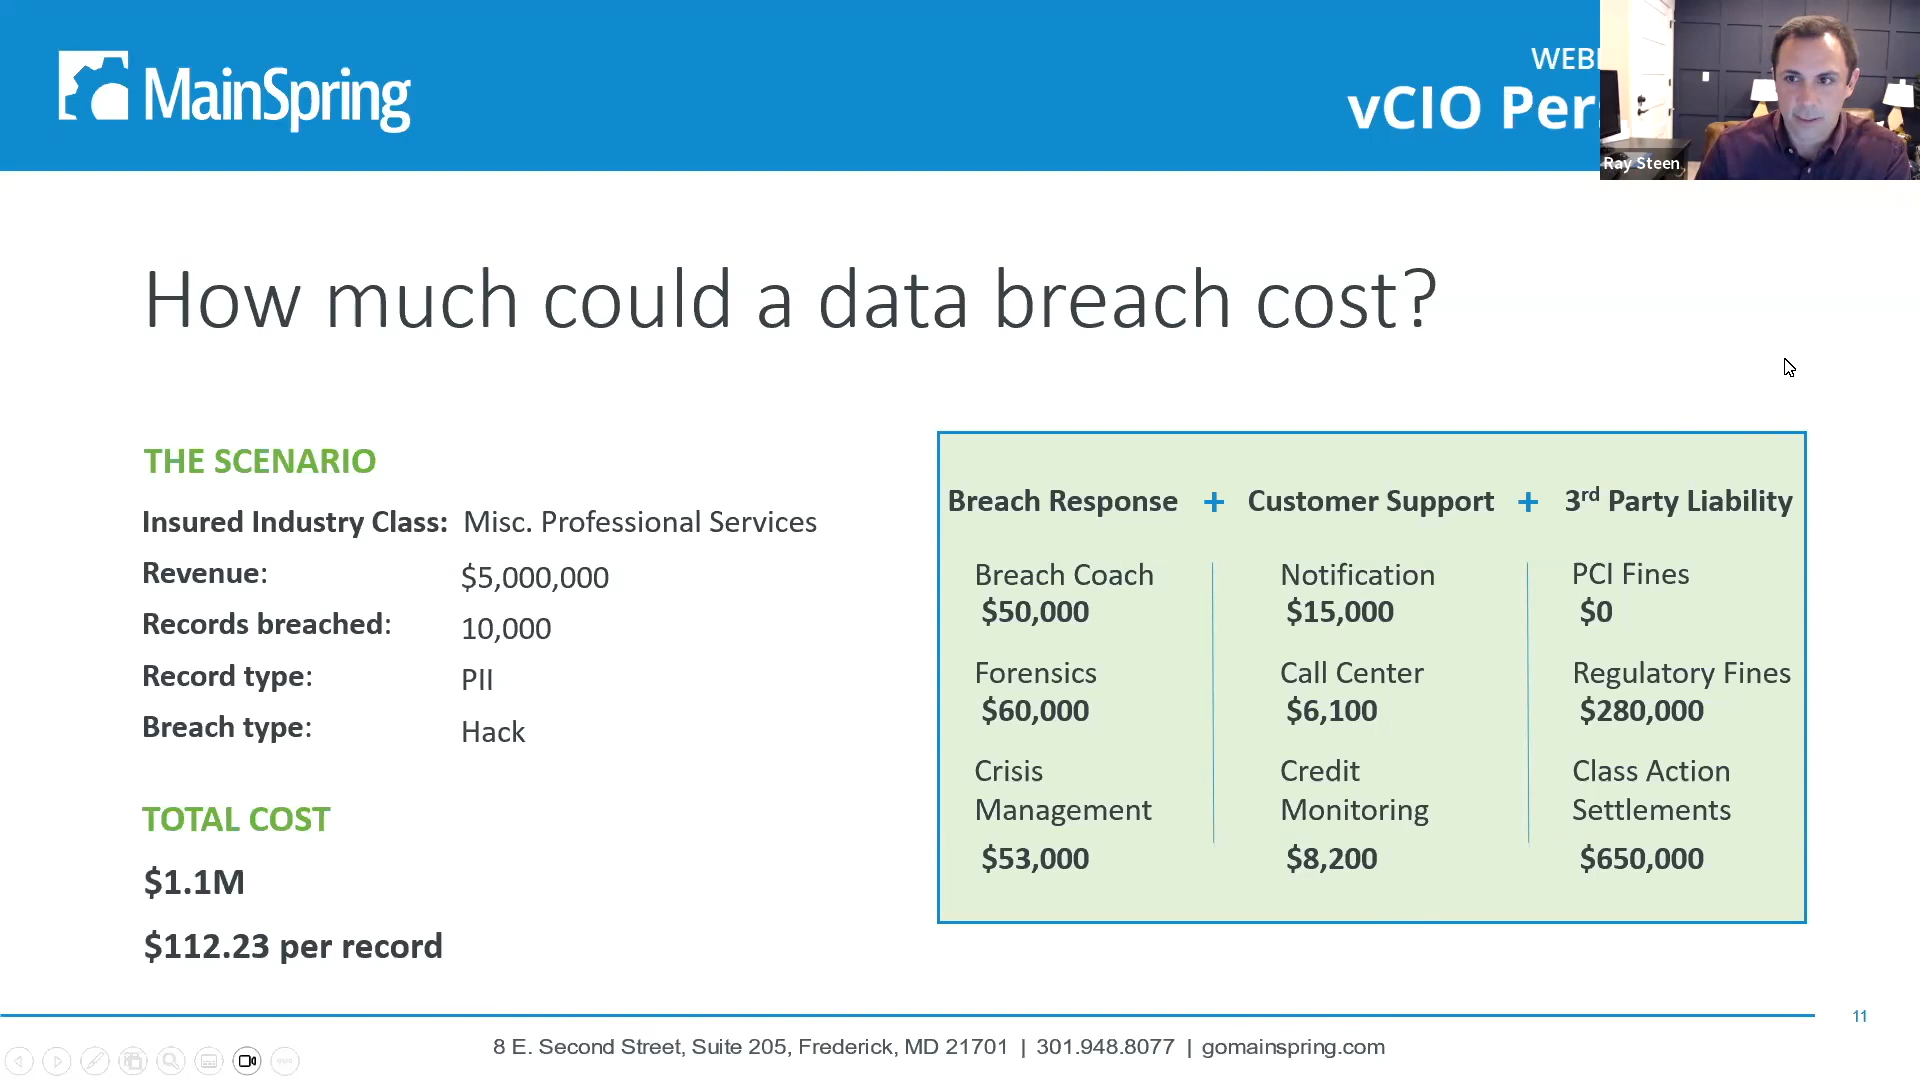 MainSpring
WEBI
vCIO Pers
Ray Steen
How much could a data breach cost?
THE SCENARIO
Insured Industry Class: Misc. Professional Services
Revenue: $5,000,000
Records breached: 10,000
Record type: PII
Breach type: Hack
TOTAL COST
$1.1M
$112.23 per record
Breach Response + Customer Support + 3rd Party Liability
Breach Coach
$50,000
Forensics
$60,000
Crisis
Management
$53,000
Notification
$15,000
Call Center
$6,100
Credit
Monitoring
$8,200
PCI Fines
$0
Regulatory Fines
$280,000
Class Action
Settlements
$650,000
11
8 E. Second Street, Suite 205, Frederick, MD 21701 | 301.948.8077 | gomainspring.com